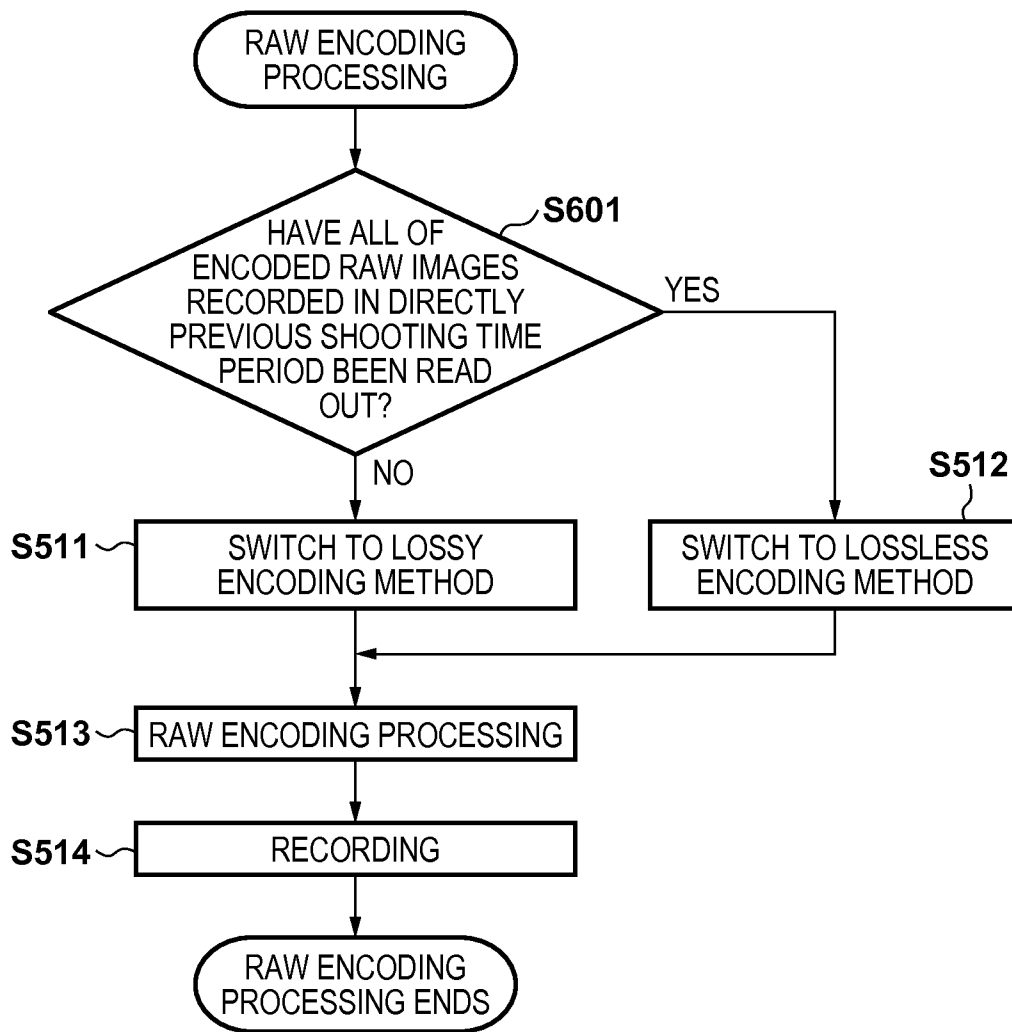 RAW ENCODING
PROCESSING
S601
HAVE ALL OF
ENCODED RAW IMAGES
RECORDED IN DIRECTLY
PREVIOUS SHOOTING TIME
PERIOD BEEN READ
OUT?
YES
NO
S512
S511
SWITCH TO LOSSY
ENCODING METHOD
SWITCH TO LOSSLESS
ENCODING METHOD
S513
RAW ENCODING PROCESSING
S514
RECORDING
RAW ENCODING
PROCESSING ENDS